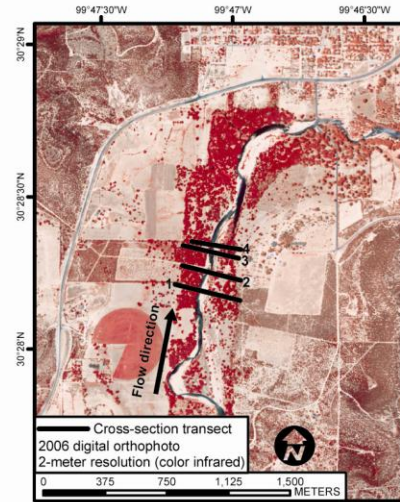 99°47'30"W 99°47'W 99°46'30"W
30°29'N
30°28'30"N
30°28'N
4
3
2
1
Flow direction
Cross-section transect
2006 digital orthophoto
2-meter resolution (color infrared)
N
0 375 750 1,125 1,500
METERS